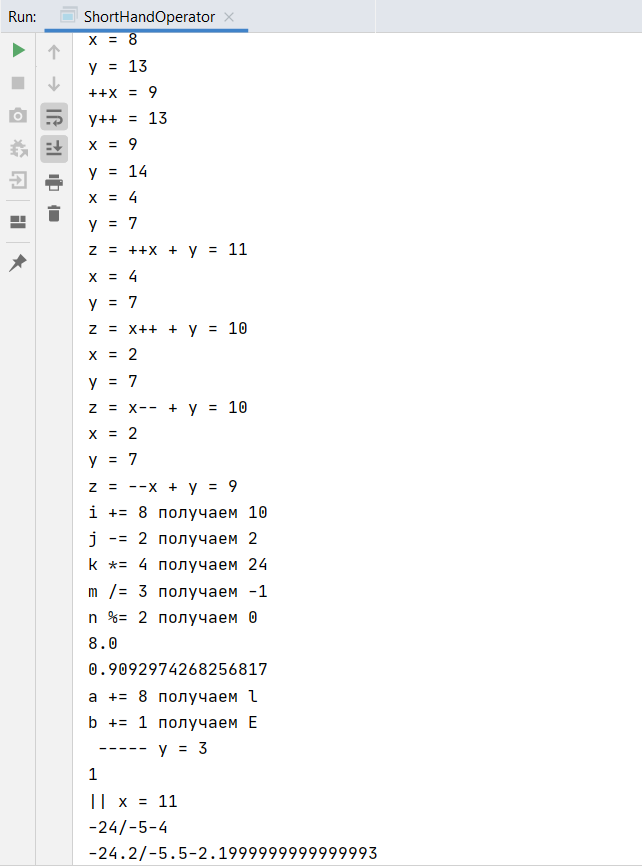 Run: ShortHandOperator
x = 8
y = 13
++x = 9
y++ = 13
x = 9
y = 14
x = 4
y = 7
z = ++x + y = 11
x = 4
y = 7
z = x++ + y = 10
x = 2
y = 7
z = x-- + y = 10
x = 2
y = 7
z = --x + y = 9
i += 8 получаем 10
j -= 2 получаем 2
k *= 4 получаем 24
m /= 3 получаем -1
n %= 2 получаем 0
8.0
0.9092974268256817
a += 8 получаем l
b += 1 получаем E
 ----- y = 3
1
|| x = 11
-24/-5-4
-24.2/-5.5-2.1999999999999993